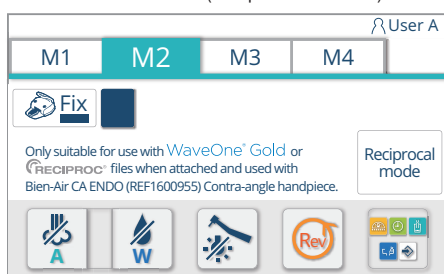 User A
M1 M2 M3 M4
Fix
Only suitable for use with WaveOne® Gold or
RECIPROC® files when attached and used with
Bien-Air CA ENDO (REF1600955) Contra-angle handpiece.
Reciprocal
mode
A W Rev